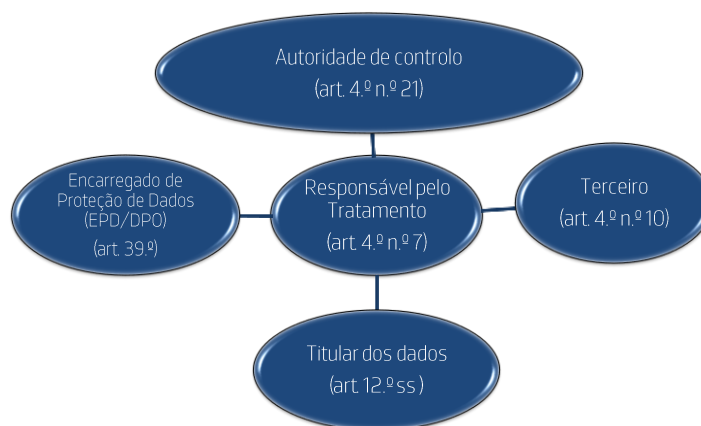 Autoridade de controlo
(art. 4.º n.º 21)
Encarregado de
Proteção de Dados
(EPD/DPO)
(art. 39.º)
Responsável pelo
Tratamento
(art. 4.º n.º 7)
Terceiro
(art. 4.º n.º 10)
Titular dos dados
(art. 12.º ss )